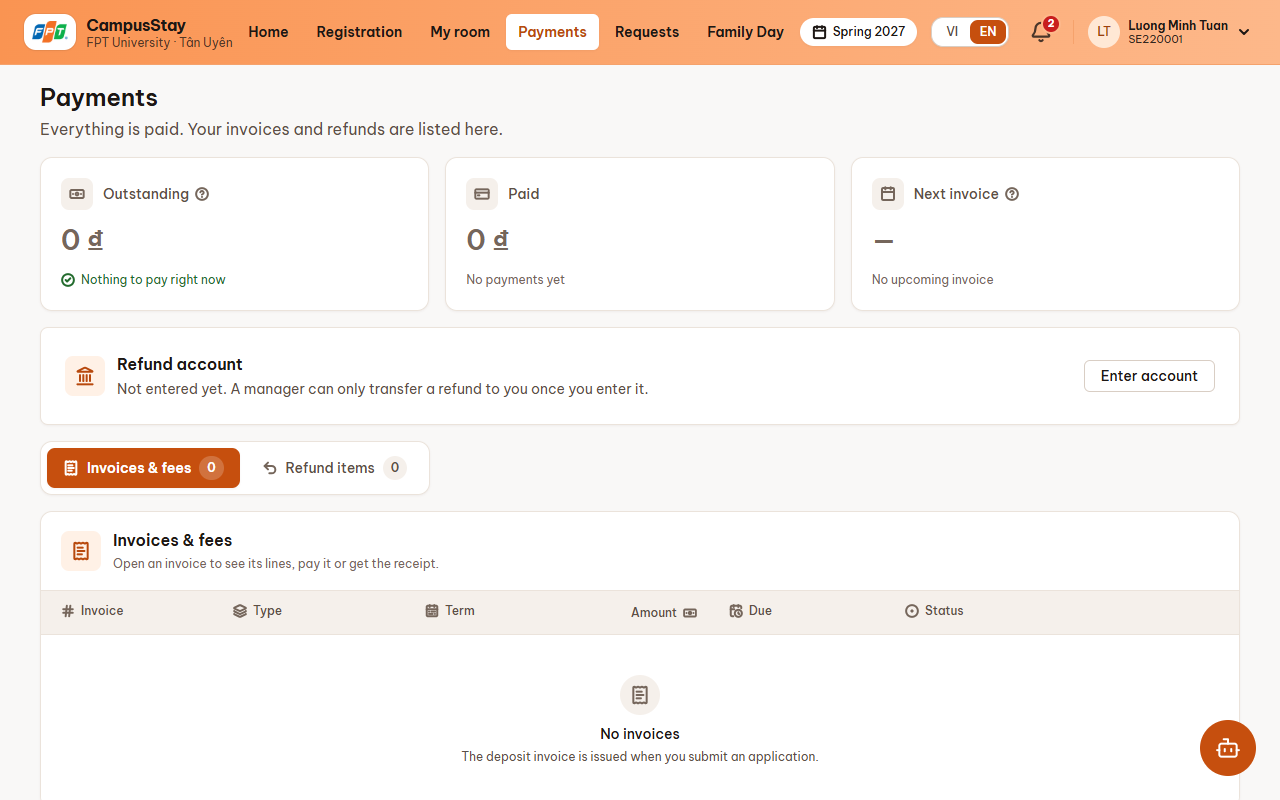 FPT
CampusStay
FPT University · Tân Uyên
Home
Registration
My room
Payments
Requests
Family Day
Spring 2027
VI
EN
2
LT
Luong Minh Tuan
SE220001
Payments
Everything is paid. Your invoices and refunds are listed here.
Outstanding
0 đ
Nothing to pay right now
Paid
0 đ
No payments yet
Next invoice
—
No upcoming invoice
Refund account
Not entered yet. A manager can only transfer a refund to you once you enter it.
Enter account
Invoices & fees 0
Refund items 0
Invoices & fees
Open an invoice to see its lines, pay it or get the receipt.
Invoice
Type
Term
Amount
Due
Status
No invoices
The deposit invoice is issued when you submit an application.